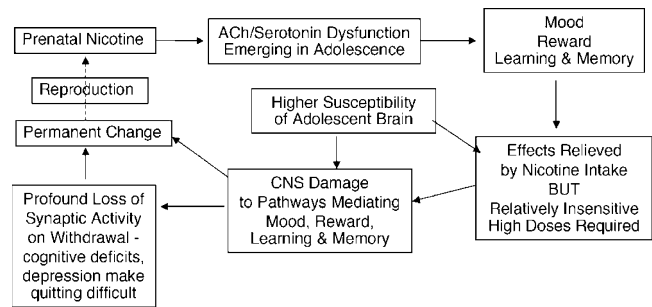 Prenatal Nicotine
ACh/Serotonin Dysfunction
Emerging in Adolescence
Mood
Reward
Learning & Memory
Reproduction
Higher Susceptibility
of Adolescent Brain
Permanent Change
Effects Relieved
by Nicotine Intake
BUT
Relatively Insensitive
High Doses Required
CNS Damage
to Pathways Mediating
Mood, Reward,
Learning & Memory
Profound Loss of
Synaptic Activity
on Withdrawal -
cognitive deficits,
depression make
quitting difficult